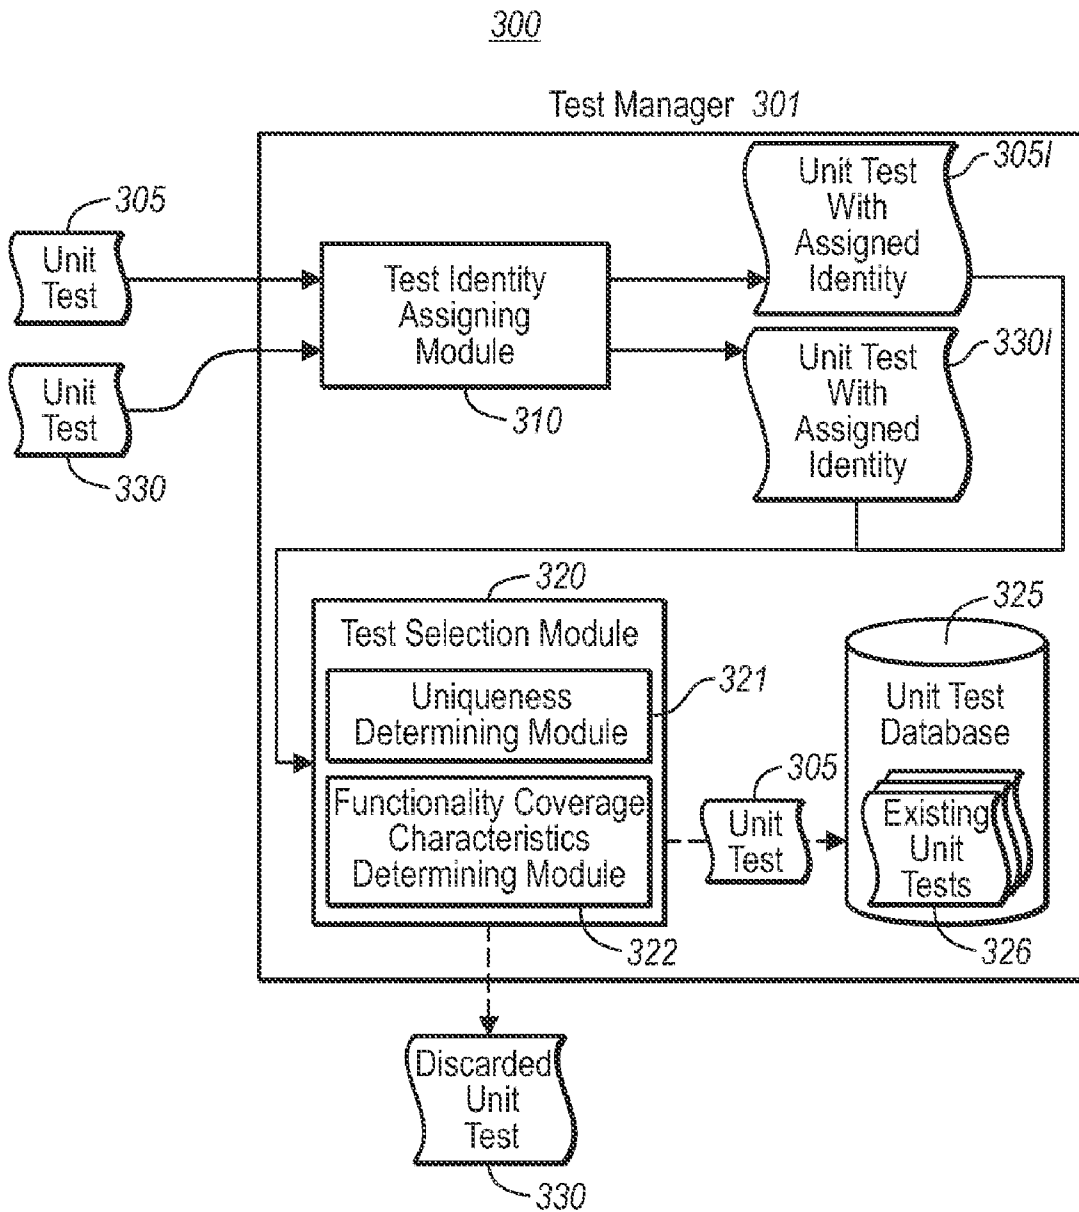 300
Test Manager 301
305
Unit
Test
Unit
Test
330
Test Identity
Assigning
Module
310
305I
Unit Test
With
Assigned
Identity
330I
Unit Test
With
Assigned
Identity
320
Test Selection Module
Uniqueness
Determining Module
321
Functionality Coverage
Characteristics
Determining Module
322
305
Unit
Test
325
Unit Test
Database
Existing
Unit
Tests
326
Discarded
Unit
Test
330